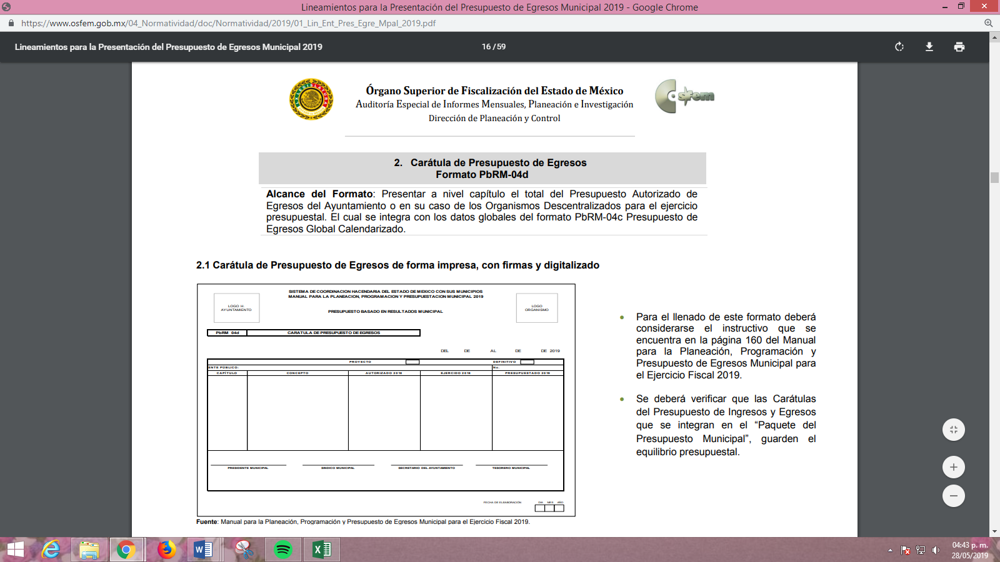 Lineamientos para la Presentación del Presupuesto de Egresos Municipal 2019 - Google Chrome
https://www.osfem.gob.mx/04_Normatividad/doc/Normatividad/2019/01_Lin_Ent_Pres_Egre_Mpal_2019.pdf
Lineamientos para la Presentación del Presupuesto de Egresos Municipal 2019
16 / 59
Órgano Superior de Fiscalización del Estado de México
Auditoría Especial de Informes Mensuales, Planeación e Investigación
Dirección de Planeación y Control
osfem
2. Carátula de Presupuesto de Egresos
Formato PbRM-04d
Alcance del Formato: Presentar a nivel capítulo el total del Presupuesto Autorizado de
Egresos del Ayuntamiento o en su caso de los Organismos Descentralizados para el ejercicio
presupuestal. El cual se integra con los datos globales del formato PbRM-04c Presupuesto de
Egresos Global Calendarizado.
2.1 Carátula de Presupuesto de Egresos de forma impresa, con firmas y digitalizado
SISTEMA DE COORDINACION HACENDARIA DEL ESTADO DE MEXICO CON SUS MUNICIPIOS
MANUAL PARA LA PLANEACION, PROGRAMACION Y PRESUPUESTACION MUNICIPAL 2019
LOGO H.
AYUNTAMIENTO
LOGO
ORGANISMO
PRESUPUESTO BASADO EN RESULTADOS MUNICIPAL
PbRM 04d CARATULA DE PRESUPUESTO DE EGRESOS
DEL DE AL DE DE 2019
PROYECTO DEFINITIVO
ENTE PÚBLICO: No.
CAPÍTULO CONCEPTO AUTORIZADO 2018 EJERCIDO 2018 PRESUPUESTADO 2019
PRESIDENTE MUNICIPAL SINDICO MUNICIPAL SECRETARIO DEL AYUNTAMIENTO TESORERO MUNICIPAL
FECHA DE ELEABORACIÓN DIA MES AÑO
Fuente: Manual para la Planeación, Programación y Presupuesto de Egresos Municipal para el Ejercicio Fiscal 2019.
• Para el llenado de este formato deberá
considerarse el instructivo que se
encuentra en la página 160 del Manual
para la Planeación, Programación y
Presupuesto de Egresos Municipal para
el Ejercicio Fiscal 2019.
• Se deberá verificar que las Carátulas
del Presupuesto de Ingresos y Egresos
que se integran en el “Paquete del
Presupuesto Municipal”, guarden el
equilibrio presupuestal.
04:43 p. m.
28/05/2019